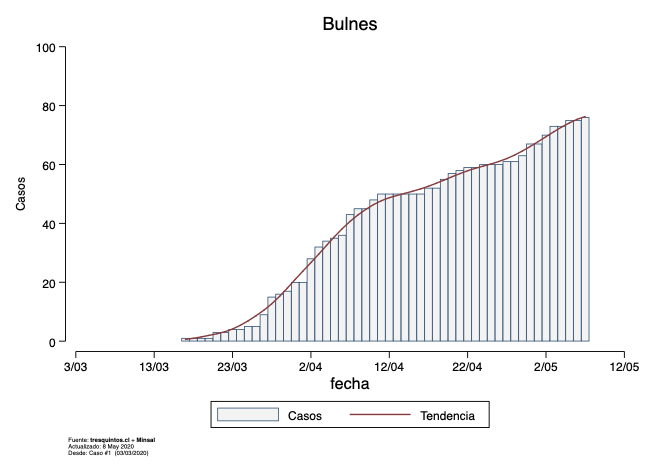 Bulnes
100
80
60
40
20
0
Casos
3/03 13/03 23/03 2/04 12/04 22/04 2/05 12/05
fecha
Casos Tendencia
Fuente: tresquintos.cl + Minsal
Actualizado: 8 May 2020
Desde: Caso #1 (03/03/2020)